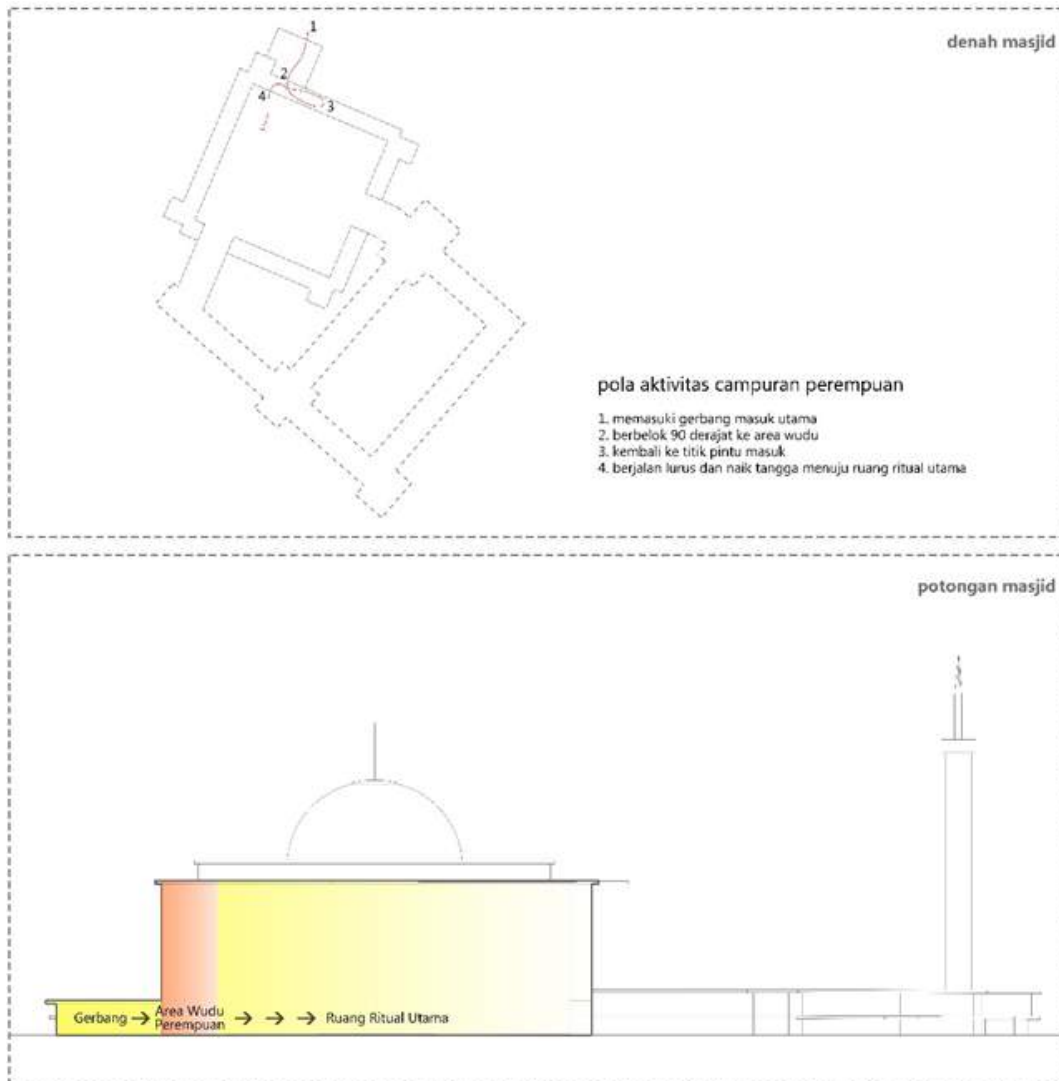 denah masjid
1
2
4
3
pola aktivitas campuran perempuan
1. memasuki gerbang masuk utama
2. berbelok 90 derajat ke area wudu
3. kembali ke titik pintu masuk
4. berjalan lurus dan naik tangga menuju ruang ritual utama
potongan masjid
Gerbang → Area Wudu Perempuan → → → → Ruang Ritual Utama